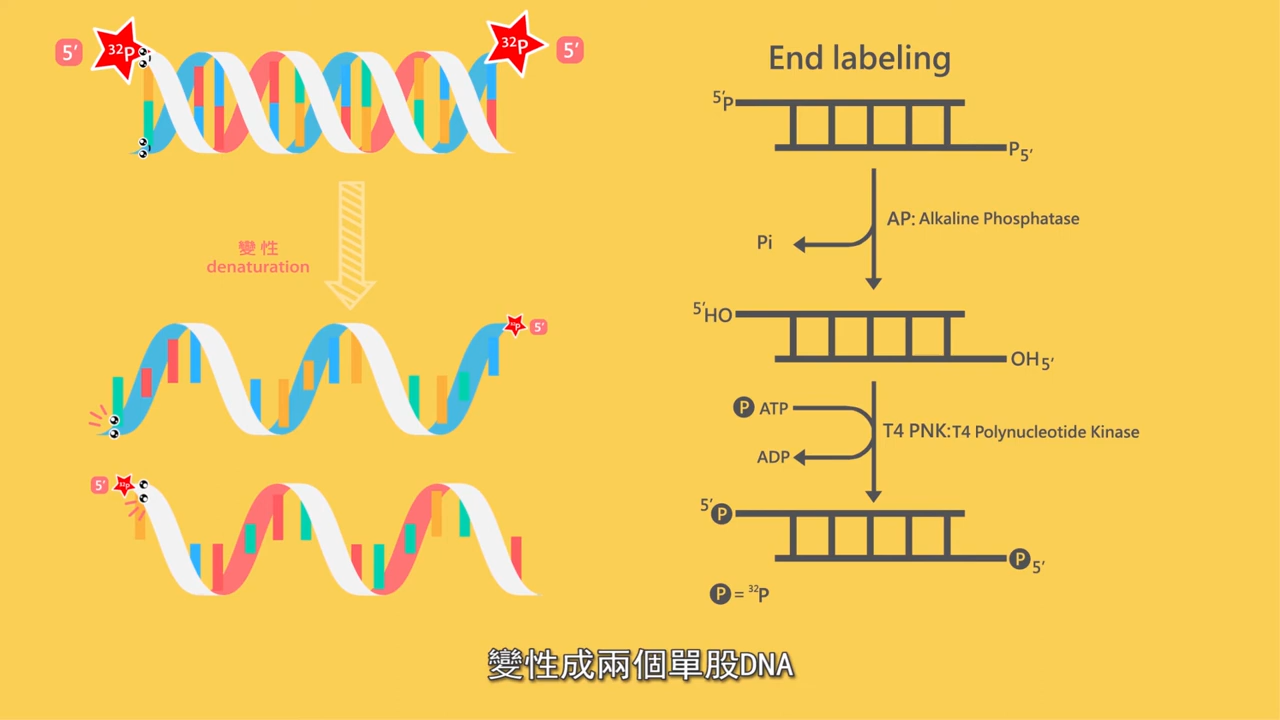 5′
32P
32P
5′
變性
denaturation
32P
5′
5′
32P
End labeling
5′P
P5′
AP: Alkaline Phosphatase
Pi
5′HO
OH5′
P ATP
T4 PNK:T4 Polynucleotide Kinase
ADP
5′P
P5′
P = 32P
變性成兩個單股DNA